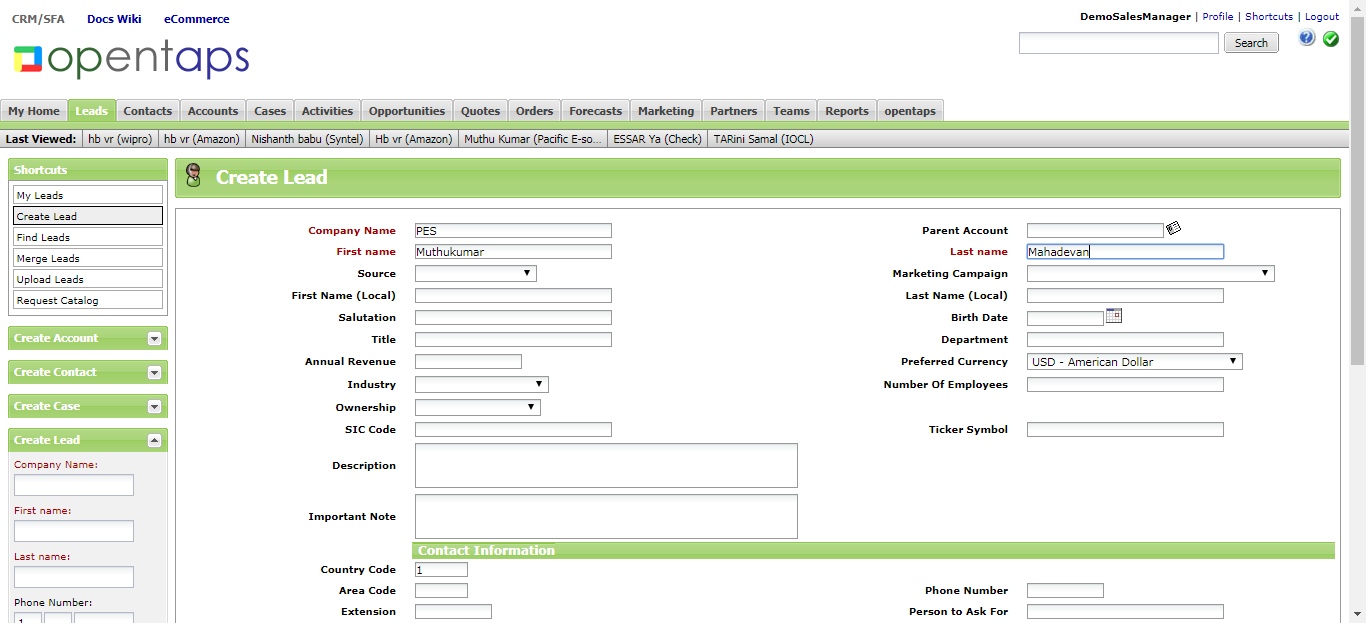 CRM/SFA Docs Wiki eCommerce
DemoSalesManager | Profile | Shortcuts | Logout
opentaps
Search
My Home Leads Contacts Accounts Cases Activities Opportunities Quotes Orders Forecasts Marketing Partners Teams Reports opentaps
Last Viewed: hb vr (wipro) hb vr (Amazon) Nishanth babu (Syntel) Hb vr (Amazon) Muthu Kumar (Pacific E-so... ESSAR Ya (Check) TARini Samal (IOCL)
Shortcuts
My Leads
Create Lead
Find Leads
Merge Leads
Upload Leads
Request Catalog
Create Account
Create Contact
Create Case
Create Lead
Company Name:
First name:
Last name:
Phone Number:
1
Create Lead
Company Name PES Parent Account
First name Muthukumar Last name Mahadevan
Source Marketing Campaign
First Name (Local) Last Name (Local)
Salutation Birth Date
Title Department
Annual Revenue Preferred Currency USD - American Dollar
Industry Number Of Employees
Ownership
SIC Code Ticker Symbol
Description
Important Note
Contact Information
Country Code 1
Area Code Phone Number
Extension Person to Ask For